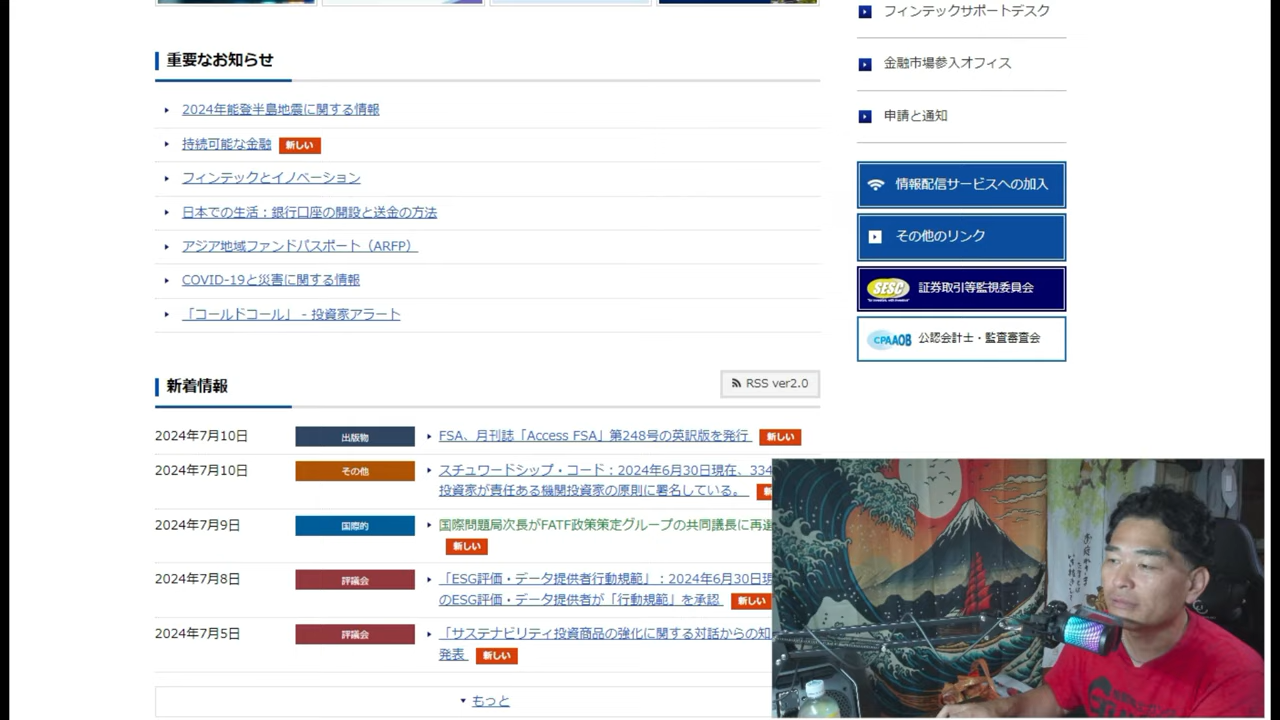 フィンテックサポートデスク
金融市場参入オフィス
申請と通知
情報配信サービスへの加入
その他のリンク
SESC 証券取引等監視委員会
CPAAOB 公認会計士・監査審査会
重要なお知らせ
2024年能登半島地震に関する情報
持続可能な金融 新しい
フィンテックとイノベーション
日本での生活：銀行口座の開設と送金の方法
アジア地域ファンドパスポート（ARFP）
COVID-19と災害に関する情報
「コールドコール」 - 投資家アラート
新着情報
RSS ver2.0
2024年7月10日 出版物 FSA、月刊誌「Access FSA」第248号の英訳版を発行 新しい
2024年7月10日 その他 スチュワードシップ・コード：2024年6月30日現在、334
投資家が責任ある機関投資家の原則に署名している。
2024年7月9日 国際的 国際問題局次長がFATF政策策定グループの共同議長に再
新しい
2024年7月8日 評議会 「ESG評価・データ提供者行動規範」：2024年6月30日
のESG評価・データ提供者が「行動規範」を承認 新しい
2024年7月5日 評議会 「サステナビリティ投資商品の強化に関する対話からの知
発表 新しい
もっと